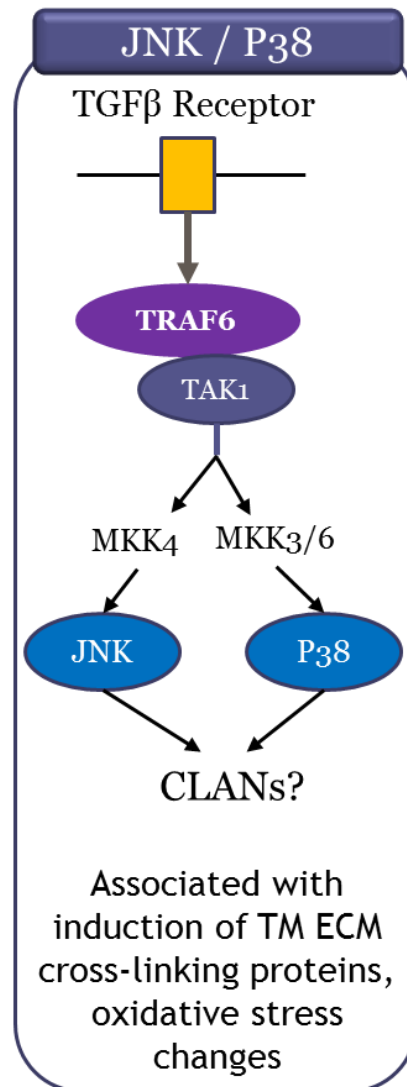 JNK / P38
TGFβ Receptor
TRAF6
TAK1
MKK4 MKK3/6
JNK P38
CLANs?
Associated with
induction of TM ECM
cross-linking proteins,
oxidative stress
changes